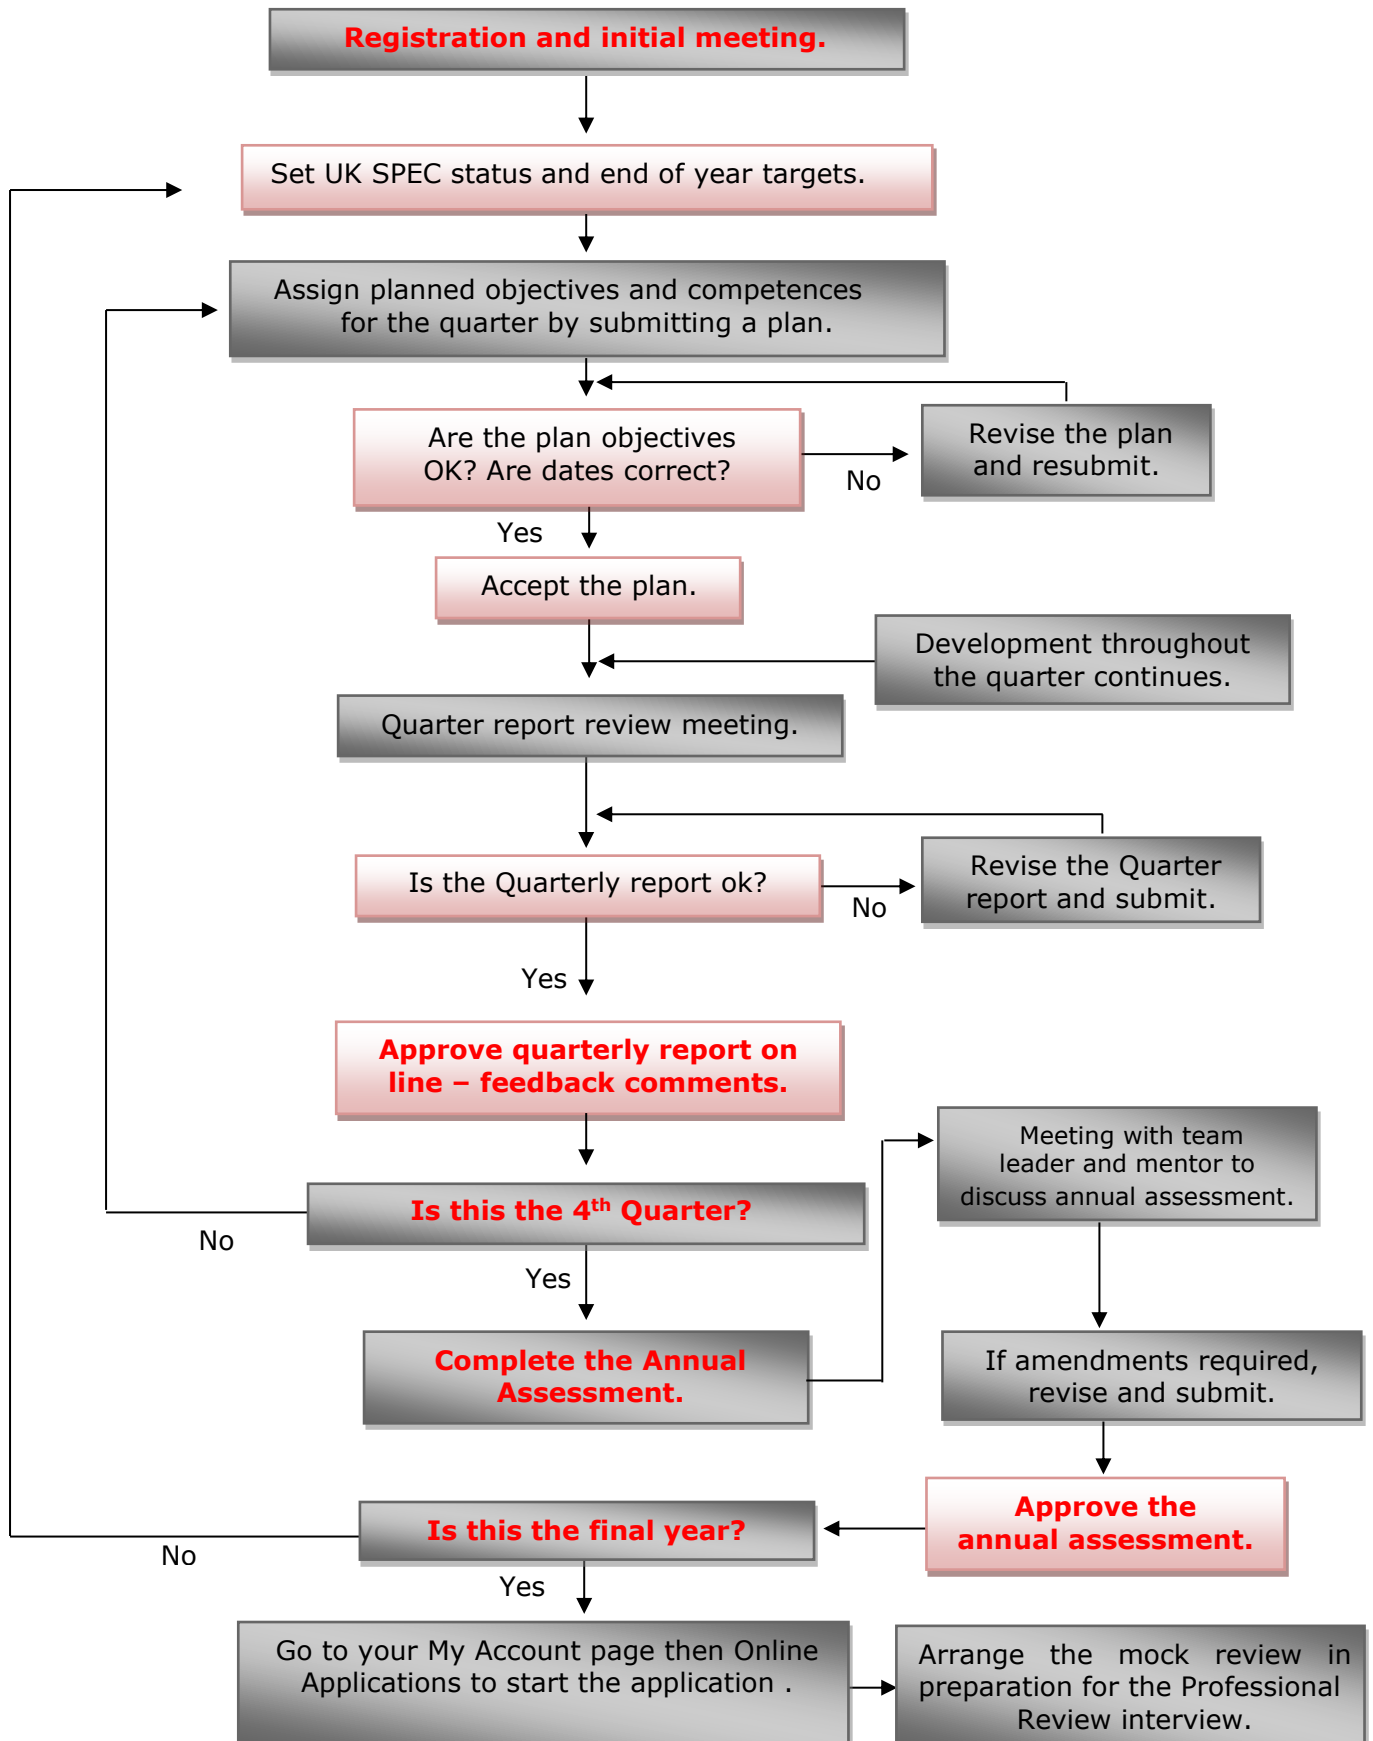 Registration and initial meeting.
Set UK SPEC status and end of year targets.
Assign planned objectives and competences
for the quarter by submitting a plan.
Are the plan objectives
OK? Are dates correct?
No
Revise the plan
and resubmit.
Yes
Accept the plan.
Development throughout
the quarter continues.
Quarter report review meeting.
Is the Quarterly report ok?
No
Revise the Quarter
report and submit.
Yes
Approve quarterly report on
line – feedback comments.
Is this the 4th Quarter?
No
Yes
Complete the Annual
Assessment.
Meeting with team
leader and mentor to
discuss annual assessment.
If amendments required,
revise and submit.
Approve the
annual assessment.
Is this the final year?
No
Yes
Go to your My Account page then Online
Applications to start the application .
Arrange the mock review in
preparation for the Professional
Review interview.